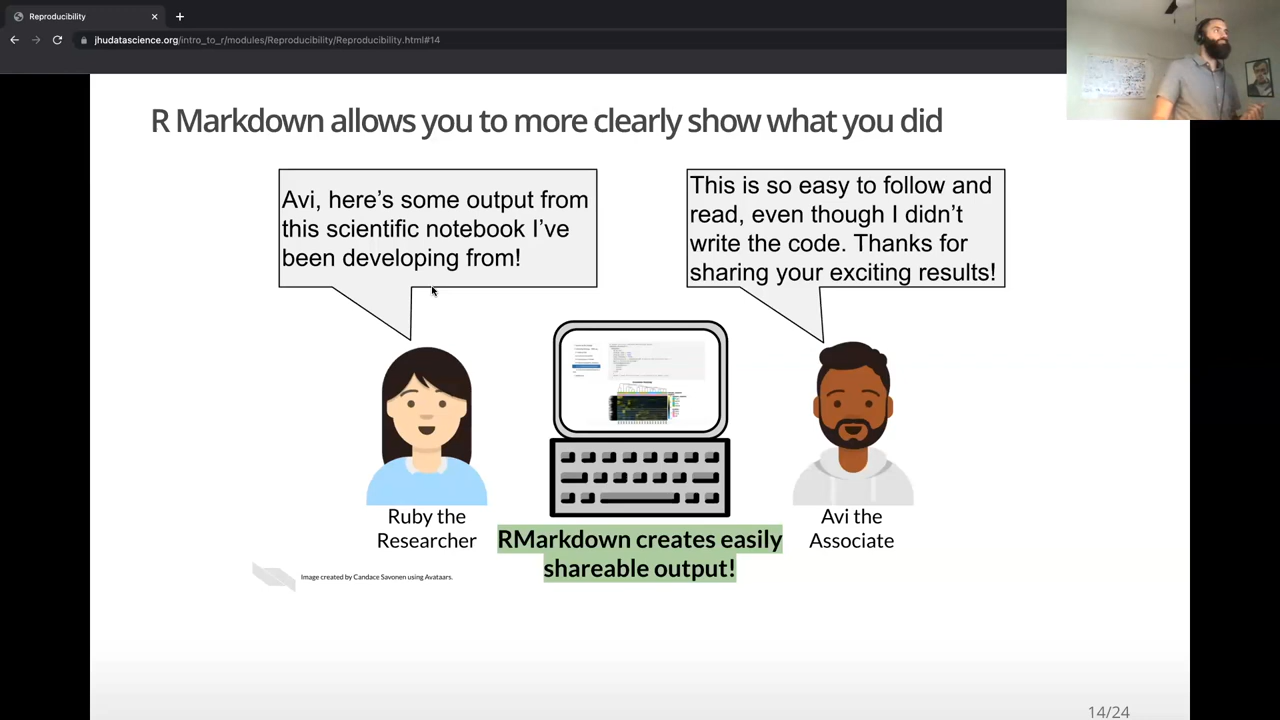 Reproducibility
jhudatascience.org/intro_to_r/modules/Reproducibility/Reproducibility.html#14
R Markdown allows you to more clearly show what you did
Avi, here's some output from
this scientific notebook I've
been developing from!
This is so easy to follow and
read, even though I didn't
write the code. Thanks for
sharing your exciting results!
Ruby the
Researcher
RMarkdown creates easily
shareable output!
Avi the
Associate
Image created by Candace Savonen using Avataars.
14/24